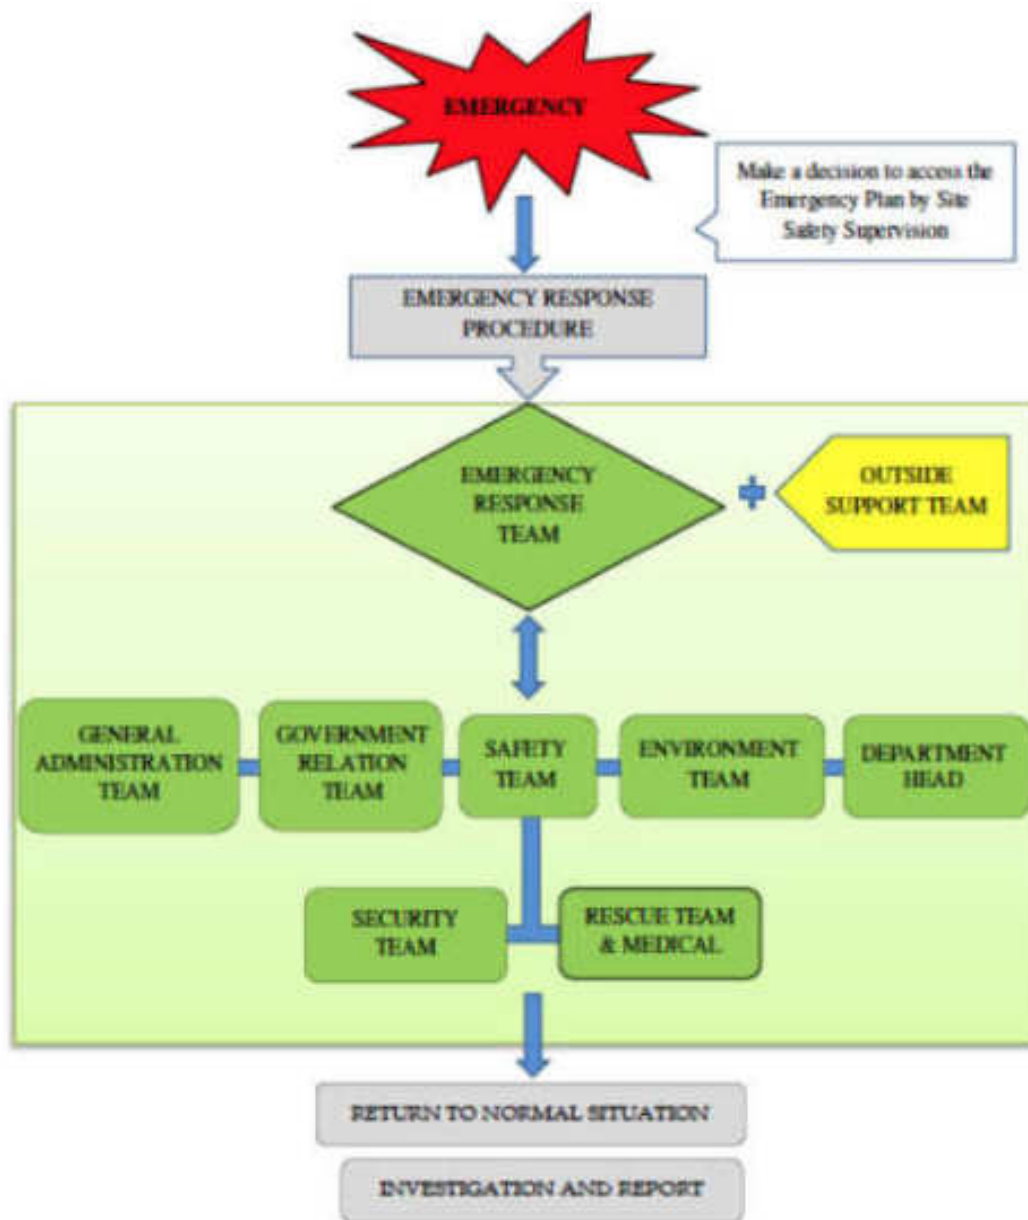 EMERGENCY
Make a decision to access the
Emergency Plan by Site
Safety Supervision
EMERGENCY RESPONSE
PROCEDURE
EMERGENCY
RESPONSE
TEAM
OUTSIDE
SUPPORT TEAM
GENERAL
ADMINISTRATION
TEAM
GOVERNMENT
RELATION
TEAM
SAFETY
TEAM
ENVIRONMENT
TEAM
DEPARTMENT
HEAD
SECURITY
TEAM
RESCUE TEAM
& MEDICAL
RETURN TO NORMAL SITUATION
INVESTIGATION AND REPORT